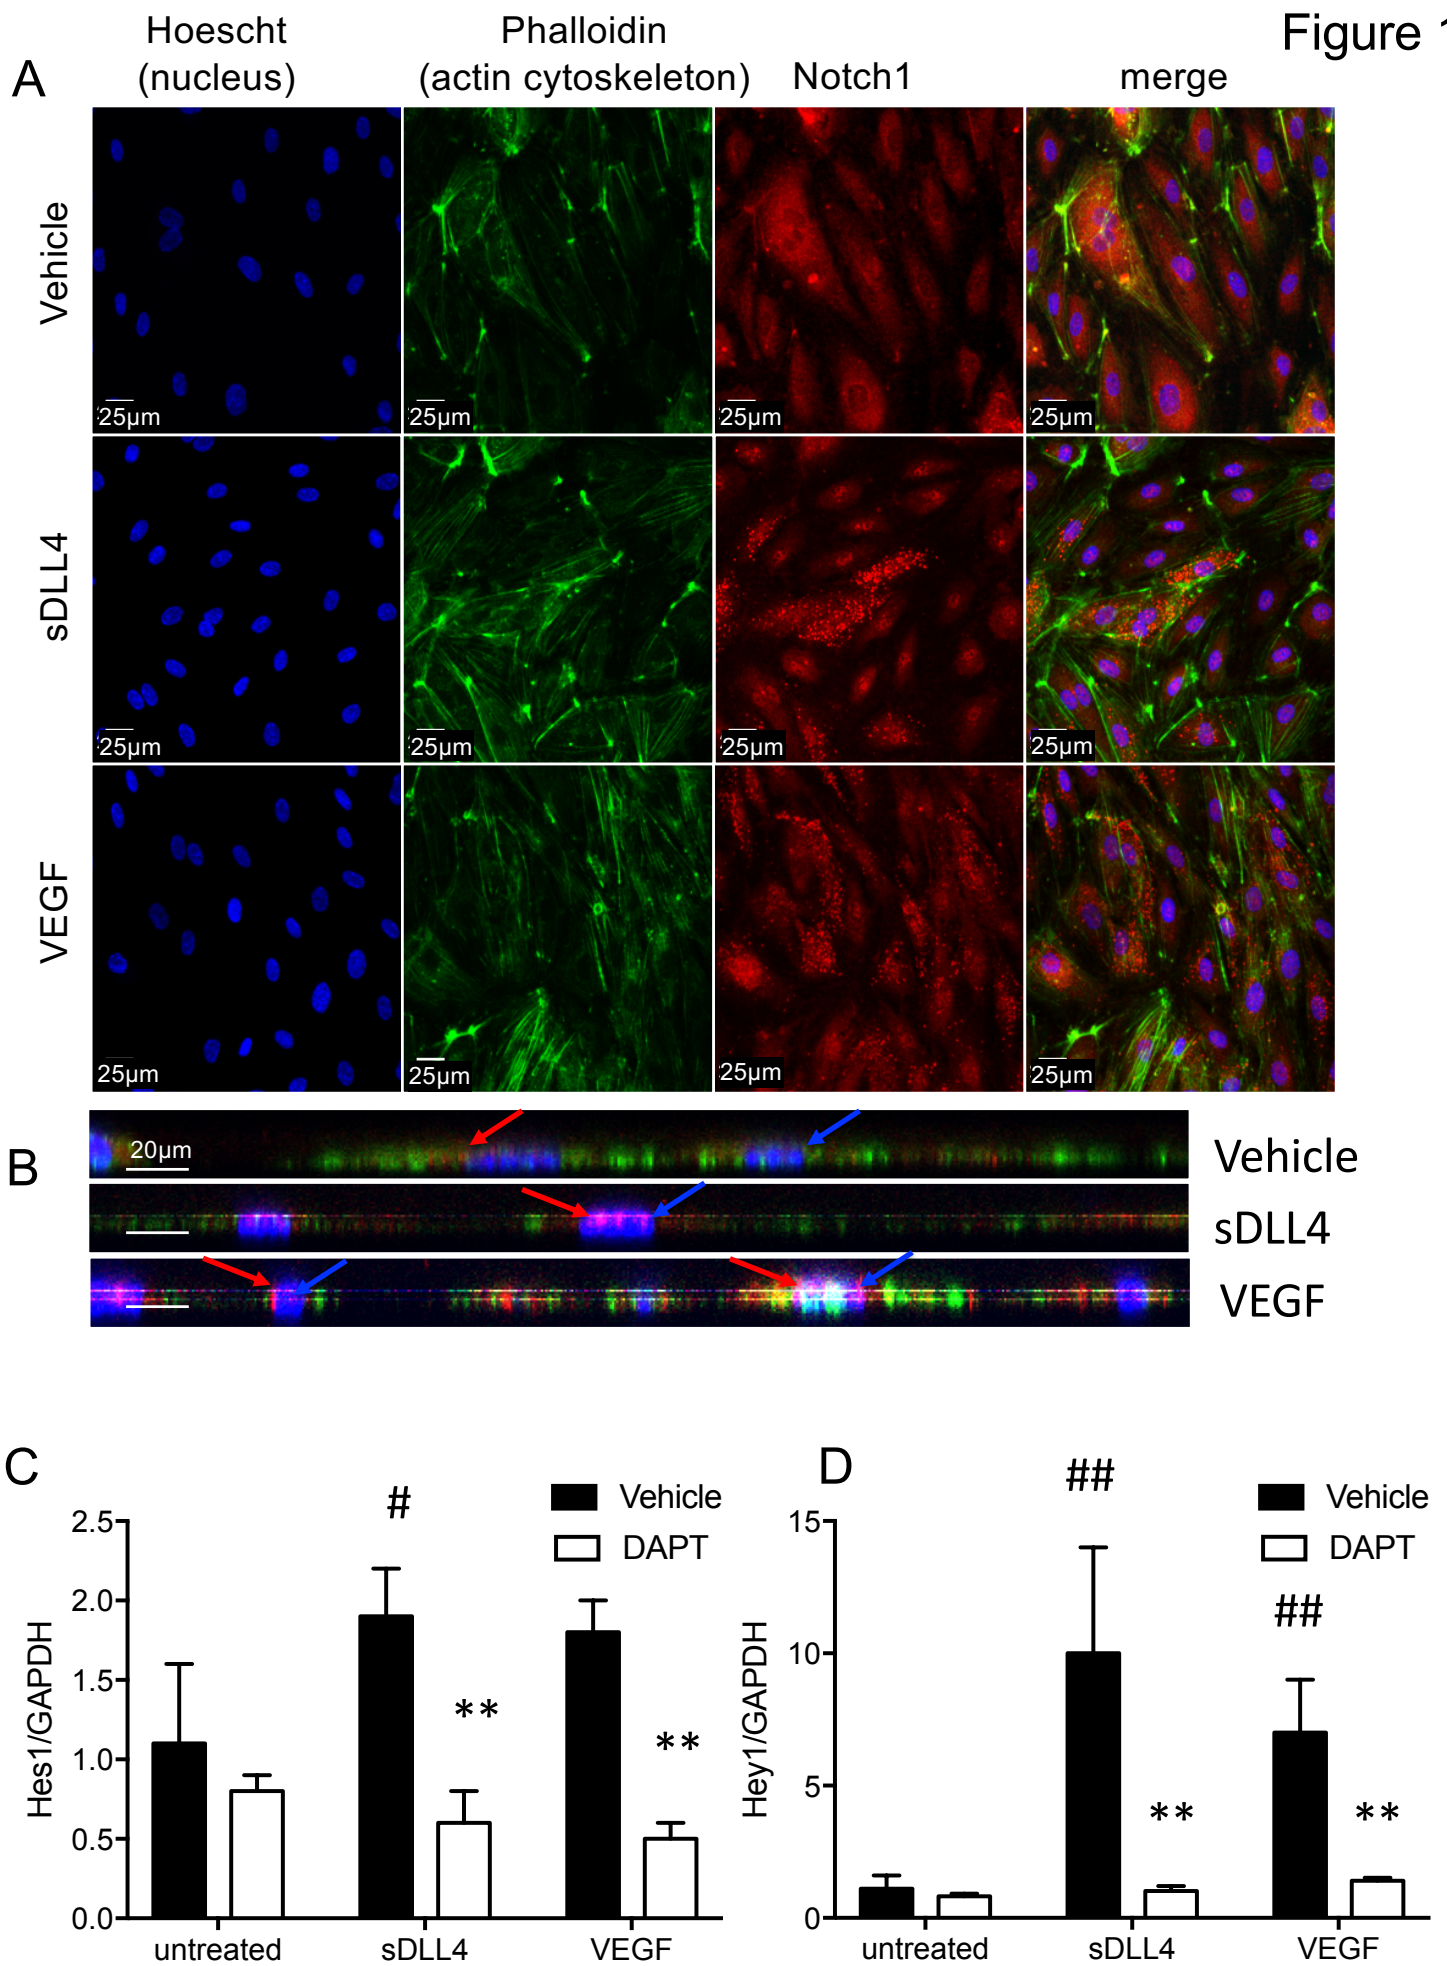 Figure 1
Hoescht
(nucleus)
Phalloidin
(actin cytoskeleton)
Notch1
merge
A
Vehicle
25µm
25µm
25µm
25µm
sDLL4
25µm
25µm
25µm
25µm
VEGF
25µm
25µm
25µm
25µm
B
20µm
Vehicle
sDLL4
VEGF
C
#
Vehicle
DAPT
**
**
Hes1/GAPDH
2.5
2.0
1.5
1.0
0.5
0.0
untreated
sDLL4
VEGF
D
##
Vehicle
DAPT
##
**
**
Hey1/GAPDH
15
10
5
0
untreated
sDLL4
VEGF